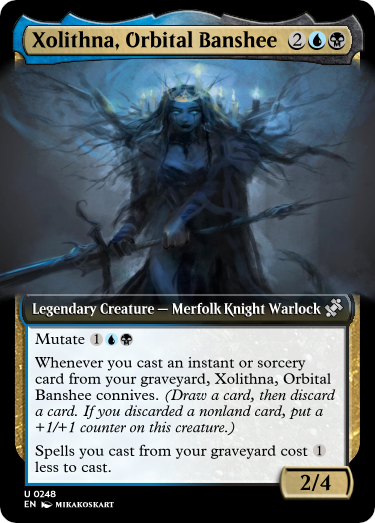 Xolithna, Orbital Banshee 2
Legendary Creature — Merfolk Knight Warlock
Mutate 1
Whenever you cast an instant or sorcery
card from your graveyard, Xolithna, Orbital
Banshee connives. (Draw a card, then discard
a card. If you discarded a nonland card, put a
+1/+1 counter on this creature.)
Spells you cast from your graveyard cost 1
less to cast.
2/4
U 0248
EN MIKAKOSKART